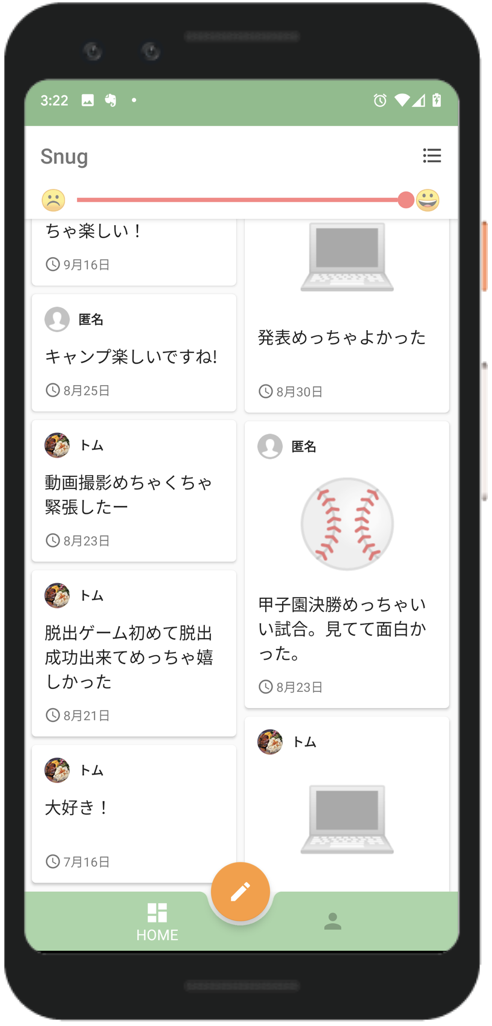 3:22
Snug
ちゃ楽しい！
9月16日
匿名
キャンプ楽しいですね!
8月25日
トム
動画撮影めちゃくちゃ
緊張したー
8月23日
トム
脱出ゲーム初めて脱出
成功出来てめっちゃ嬉
しかった
8月21日
トム
大好き！
7月16日
発表めっちゃよかった
8月30日
匿名
甲子園決勝めっちゃい
い試合。見てて面白か
った。
8月23日
トム
HOME